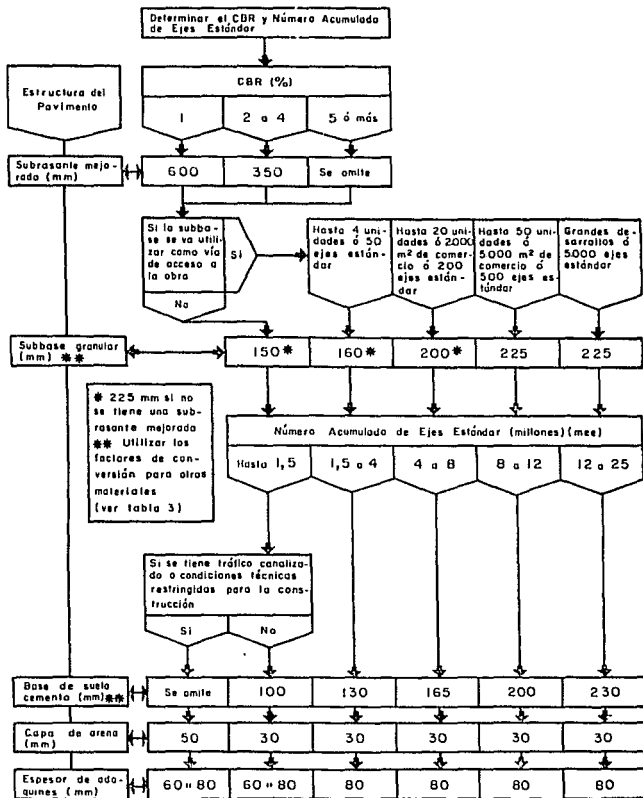 Determinar el CBR y Número Acumulada
de Ejes Estándar
Estructura del
Pavimento
CBR (%)
1
2 a 4
5 ó más
Subrasante mejo-
rada (mm)
600
350
Se omite
Si la subba-
se se va utili-
zar como vía
de acceso a
la obra
Si
No
Hasta 4 uni-
dades ó 50
ejes están-
dar
Hasta 20 uni-
dades ó 2000
m² de comer-
cio ó 200
ejes están-
dar
Hasta 50 uni-
dades ó
5000 m² de
comercio ó
500 ejes es-
tándar
Grandes de-
sarrollos ó
5000 ejes
estándar
Subbase granular
(mm) **
150*
160*
200*
225
225
* 225 mm si no
se tiene una sub-
rasante mejorada
** Utilizar los
factores de con-
versión para otros
materiales
(ver tabla 3)
Número Acumulado de Ejes Estándar (millones)(mee)
Hasta 1,5
1,5 a 4
4 a 8
8 a 12
12 a 25
Si se tiene tráfico canaliza-
do o condiciones técnicas
restringidas para la cons-
trucción
Si
No
Base de suelo
cemento (mm)**
Se omite
100
130
165
200
230
Capa de arena
(mm)
50
30
30
30
30
30
Espesor de ado-
quines (mm)
60 u 80
60 u 80
80
80
80
80